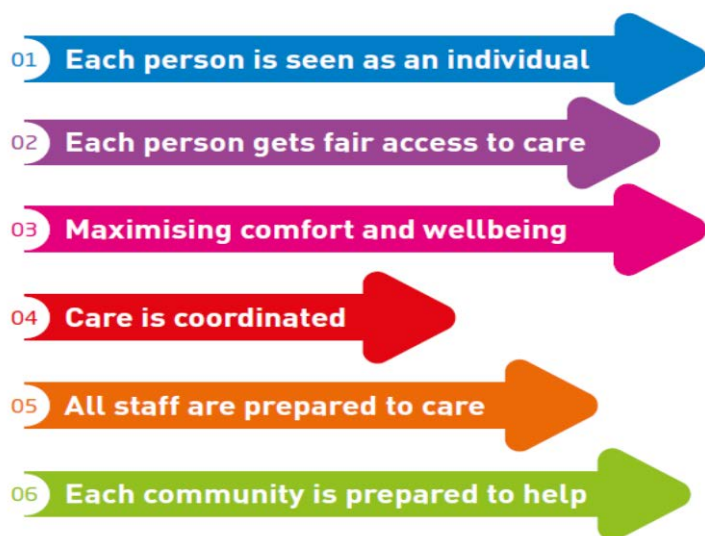 01 Each person is seen as an individual
02 Each person gets fair access to care
03 Maximising comfort and wellbeing
04 Care is coordinated
05 All staff are prepared to care
06 Each community is prepared to help